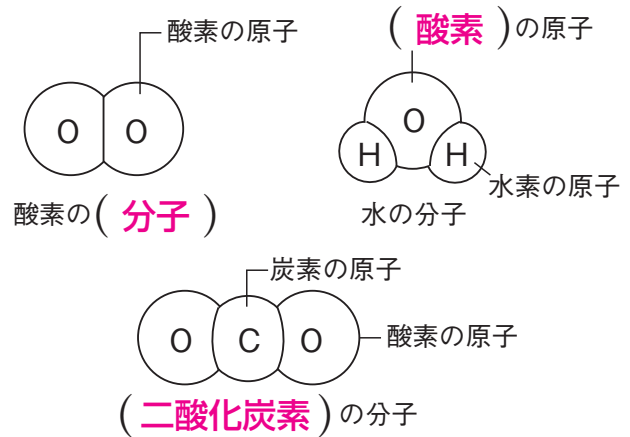 酸素の原子
O O
酸素の(分子)
(酸素)の原子
O
H H
水素の原子
水の分子
炭素の原子
O C O
酸素の原子
(二酸化炭素)の分子